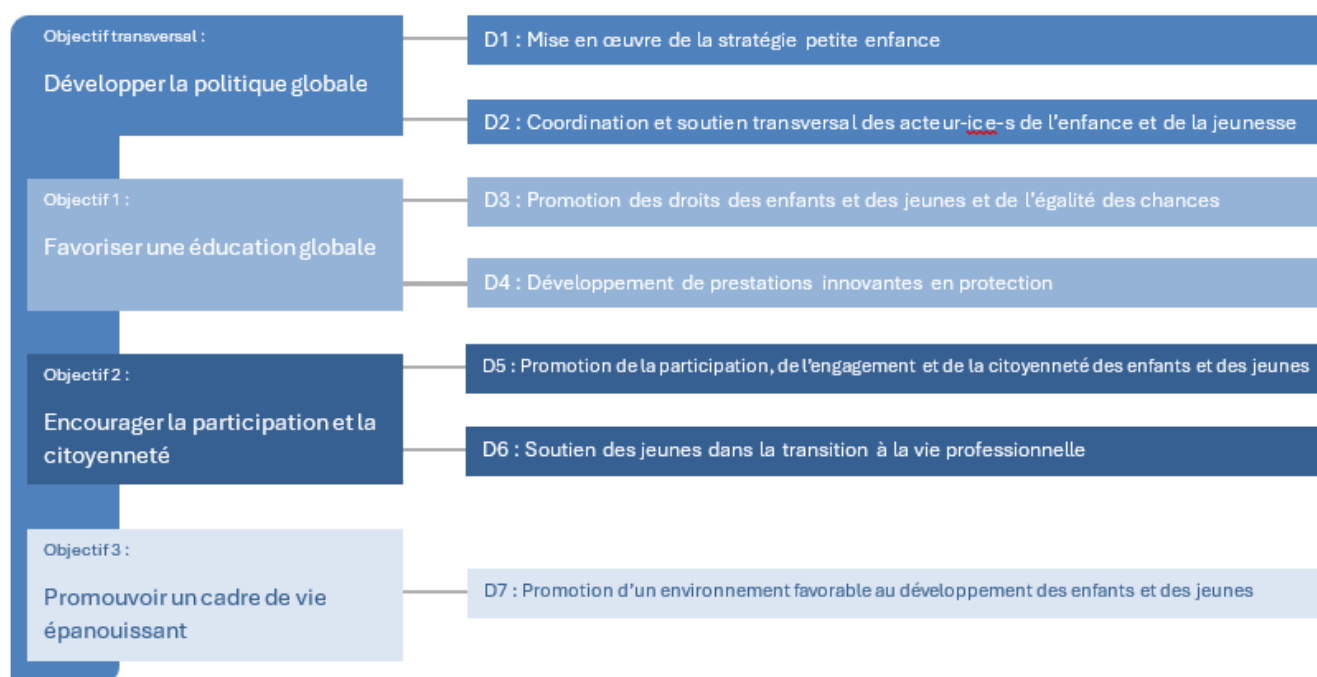 Objectif transversal :
Développer la politique globale
D1 : Mise en œuvre de la stratégie petite enfance
D2 : Coordination et soutien transversal des acteur-ice-s de l'enfance et de la jeunesse
Objectif 1 :
Favoriser une éducation globale
D3 : Promotion des droits des enfants et des jeunes et de l'égalité des chances
D4 : Développement de prestations innovantes en protection
Objectif 2 :
Encourager la participation et la
citoyenneté
D5 : Promotion de la participation, de l'engagement et de la citoyenneté des enfants et des jeunes
D6 : Soutien des jeunes dans la transition à la vie professionnelle
Objectif 3 :
Promouvoir un cadre de vie
épanouissant
D7 : Promotion d'un environnement favorable au développement des enfants et des jeunes